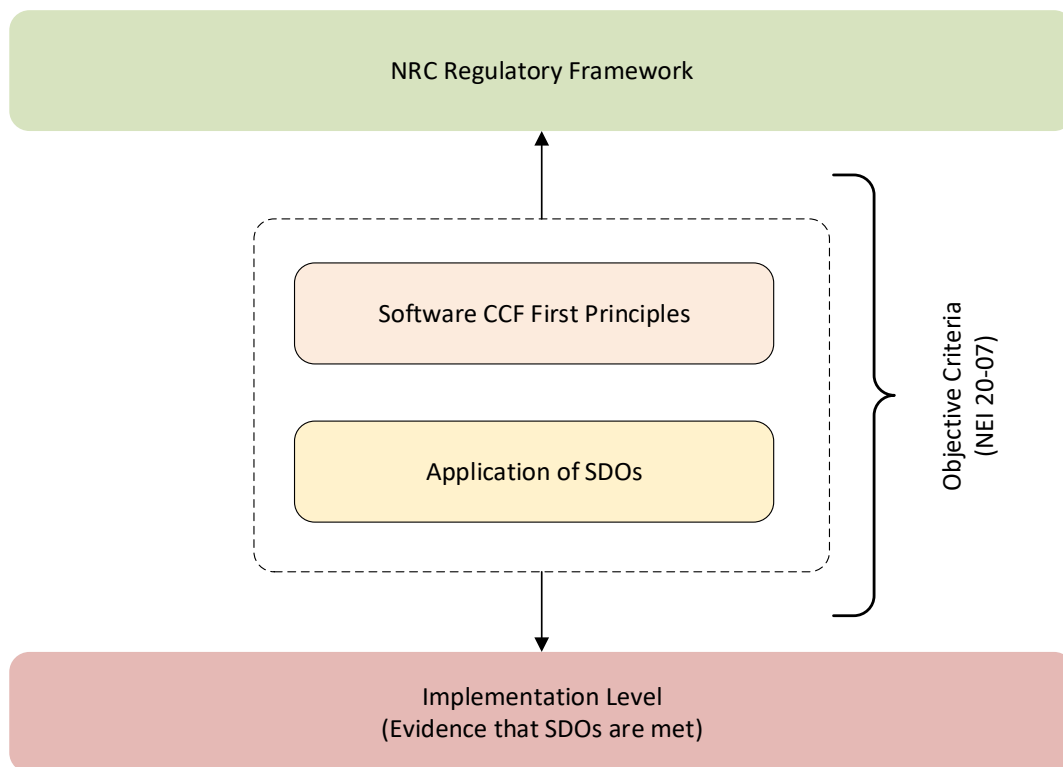 NRC Regulatory Framework
Software CCF First Principles
Application of SDOs
Objective Criteria
(NEI 20-07)
Implementation Level
(Evidence that SDOs are met)